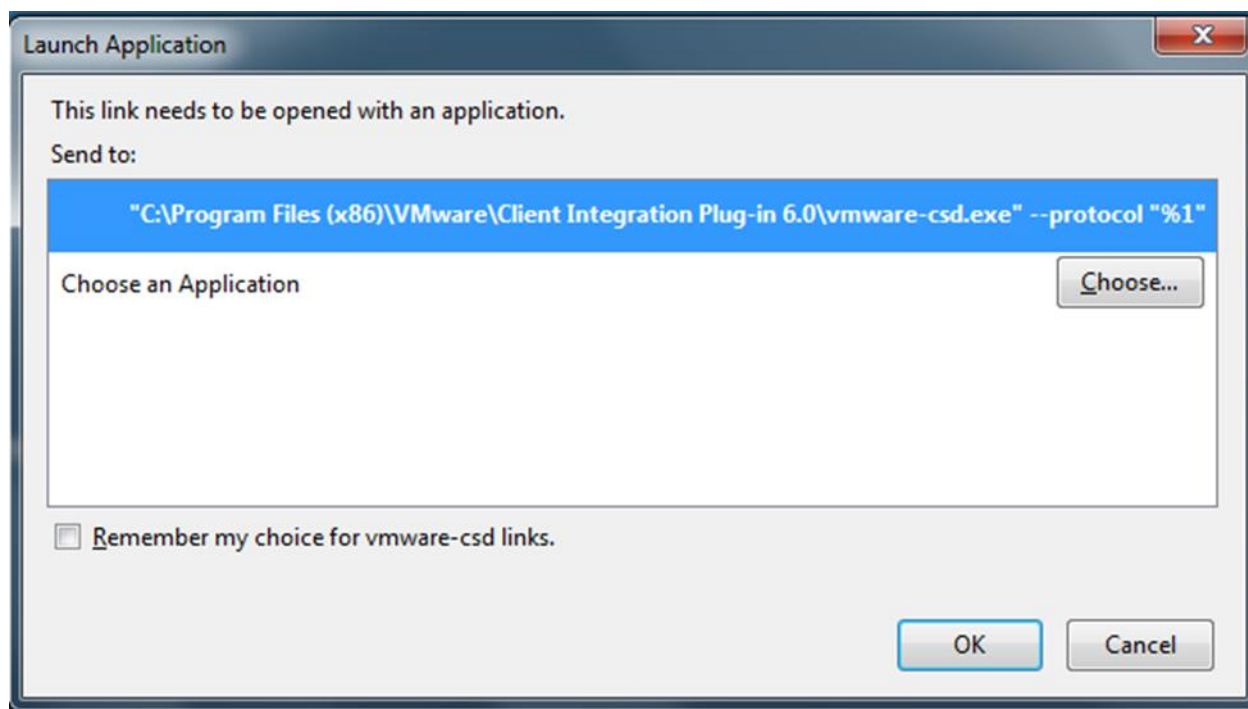 Launch Application
This link needs to be opened with an application.
Send to:
"C:\Program Files (x86)\VMware\Client Integration Plug-in 6.0\vmware-csd.exe" --protocol "%1"
Choose an Application
Choose...
Remember my choice for vmware-csd links.
OK
Cancel